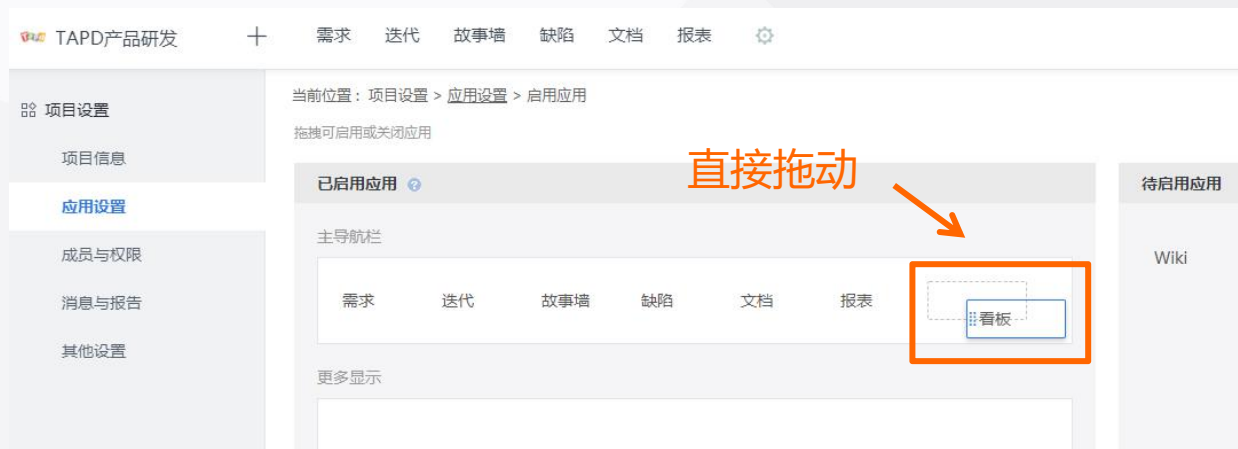 TAPD产品研发
需求 迭代 故事墙 缺陷 文档 报表
项目设置
项目信息
应用设置
成员与权限
消息与报告
其他设置
当前位置：项目设置 > 应用设置 > 启用应用
拖拽可启用或关闭应用
直接拖动
已启用应用
主导航栏
需求 迭代 故事墙 缺陷 文档 报表
看板
更多显示
待启用应用
Wiki